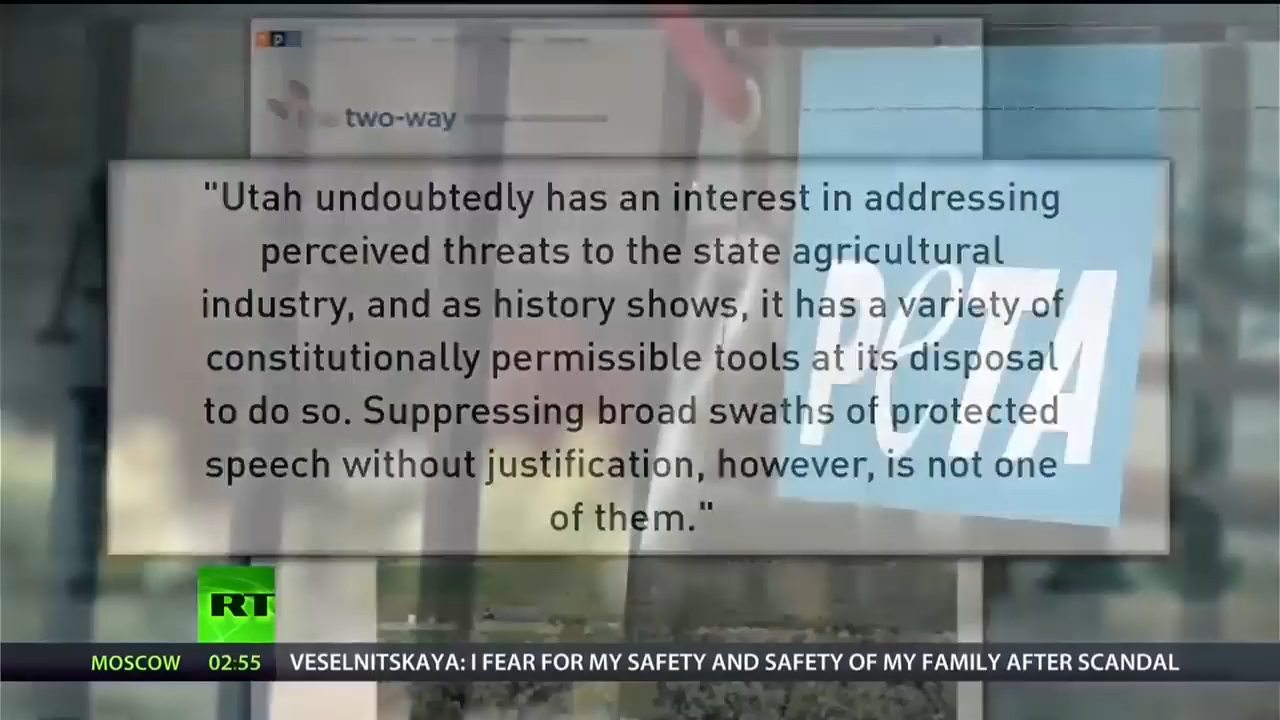 two-way
"Utah undoubtedly has an interest in addressing
perceived threats to the state agricultural
industry, and as history shows, it has a variety of
constitutionally permissible tools at its disposal
to do so. Suppressing broad swaths of protected
speech without justification, however, is not one
of them."
PeTA
RT
MOSCOW 02:55 VESELNITSKAYA: I FEAR FOR MY SAFETY AND SAFETY OF MY FAMILY AFTER SCANDAL